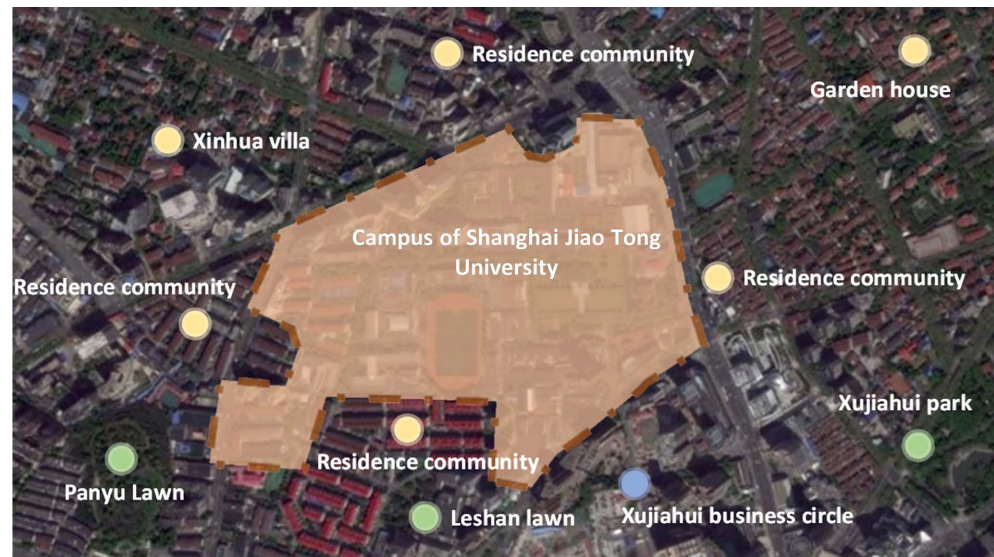 Residence community
Garden house
Xinhua villa
Campus of Shanghai Jiao Tong
University
Residence community
Residence community
Xujiahui park
Residence community
Panyu Lawn
Leshan lawn
Xujiahui business circle